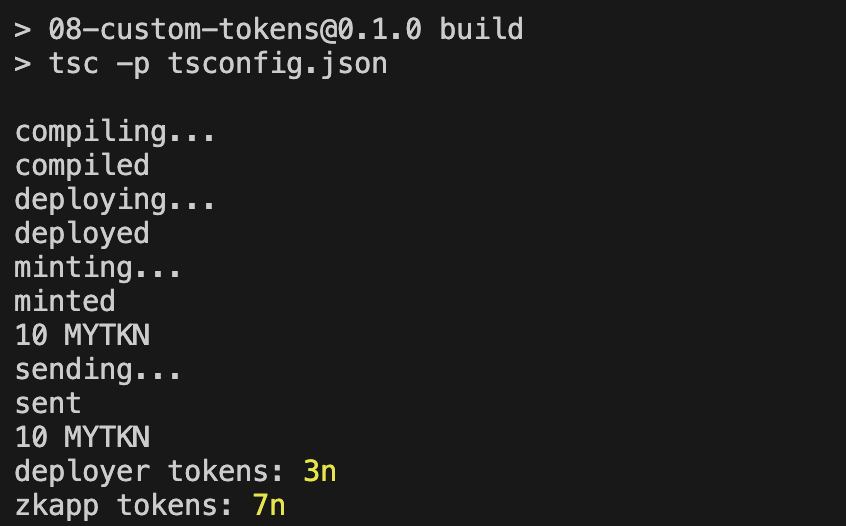 > 08-custom-tokens@0.1.0 build
> tsc -p tsconfig.json
compiling...
compiled
deploying...
deployed
minting...
minted
10 MYTKN
sending...
sent
10 MYTKN
deployer tokens: 3n
zkapp tokens: 7n